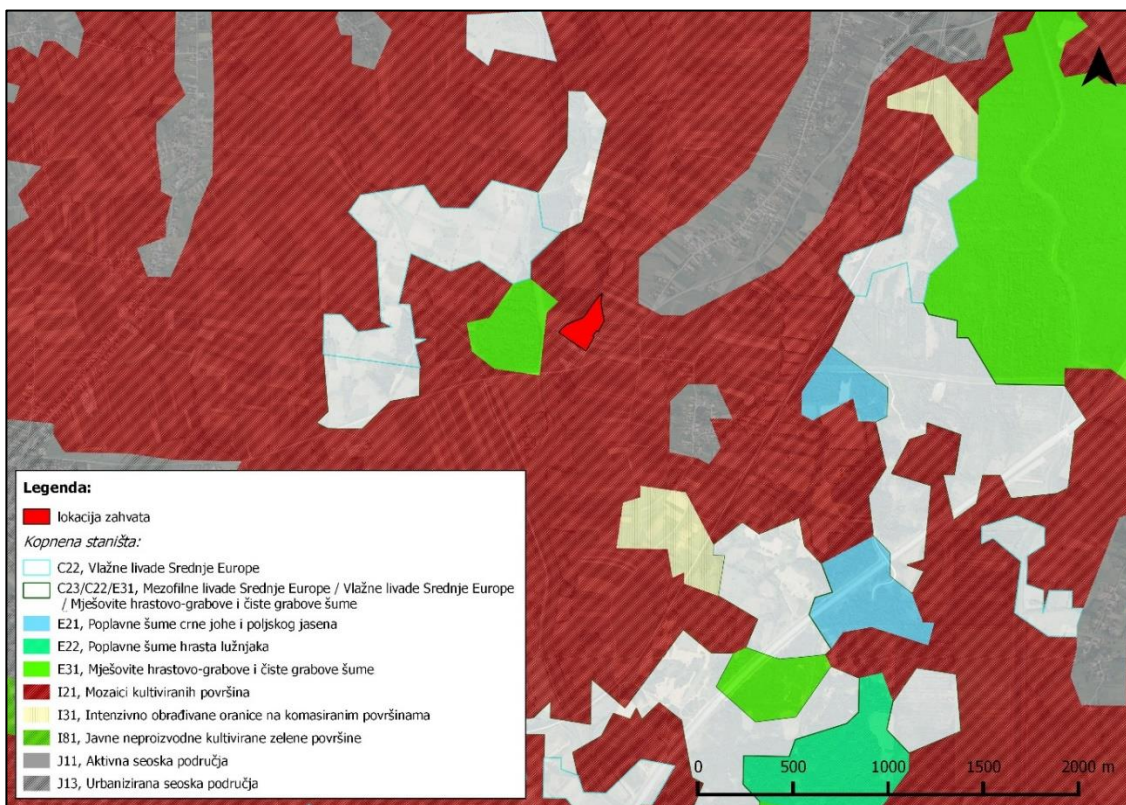 Legenda:
lokacija zahvata
Kopnena staništa:
C22, Vlažne livade Srednje Europe
C23/C22/E31, Mezofilne livade Srednje Europe / Vlažne livade Srednje Europe
/ Mješovite hrastovo-grabove i čiste grabove šume
E21, Poplavne šume crne johe i poljskog jasena
E22, Poplavne šume hrasta lužnjaka
E31, Mješovite hrastovo-grabove i čiste grabove šume
I21, Mozaici kultiviranih površina
I31, Intenzivno obrađivane oranice na komasiranim površinama
I81, Javne neproizvodne kultivirane zelene površine
J11, Aktivna seoska područja
J13, Urbanizirana seoska područja
0 500 1000 1500 2000 m